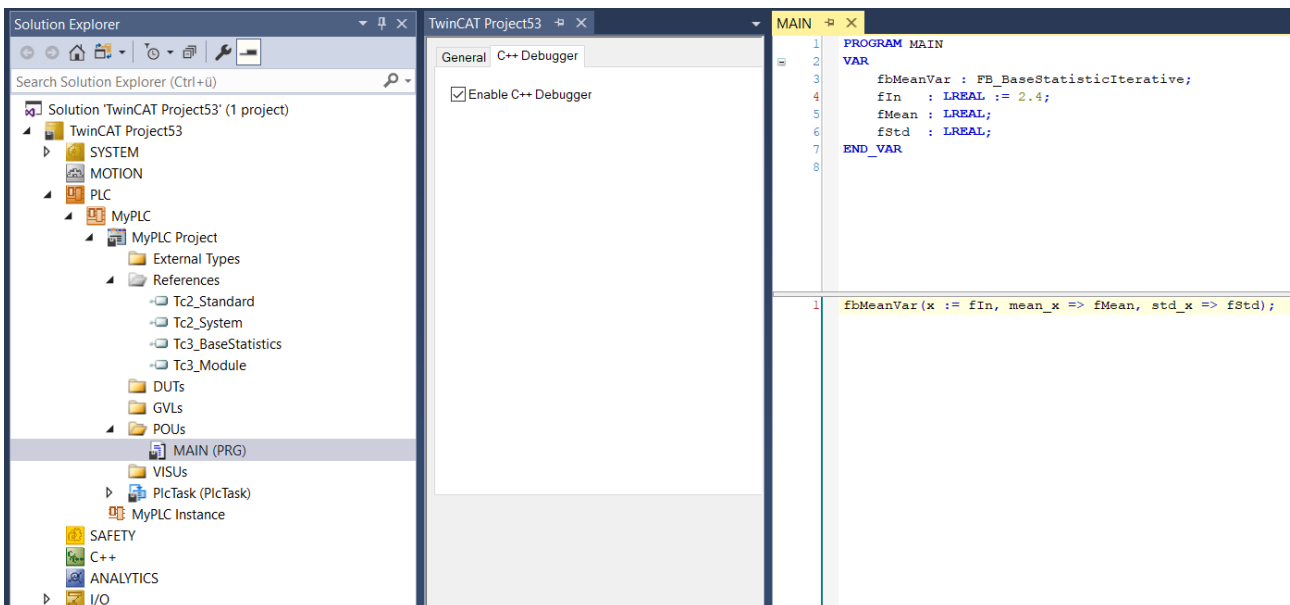 Solution Explorer
Search Solution Explorer (Ctrl+ü)
Solution 'TwinCAT Project53' (1 project)
TwinCAT Project53
SYSTEM
MOTION
PLC
MyPLC
MyPLC Project
External Types
References
Tc2_Standard
Tc2_System
Tc3_BaseStatistics
Tc3_Module
DUTs
GVLs
POUs
MAIN (PRG)
VISUs
PlcTask (PlcTask)
MyPLC Instance
SAFETY
C++
ANALYTICS
I/O
TwinCAT Project53
General C++ Debugger
Enable C++ Debugger
MAIN
1 PROGRAM MAIN
2 VAR
3 fbMeanVar : FB_BaseStatisticIterative;
4 fIn : LREAL := 2.4;
5 fMean : LREAL;
6 fStd : LREAL;
7 END_VAR
8
1 fbMeanVar(x := fIn, mean_x => fMean, std_x => fStd);